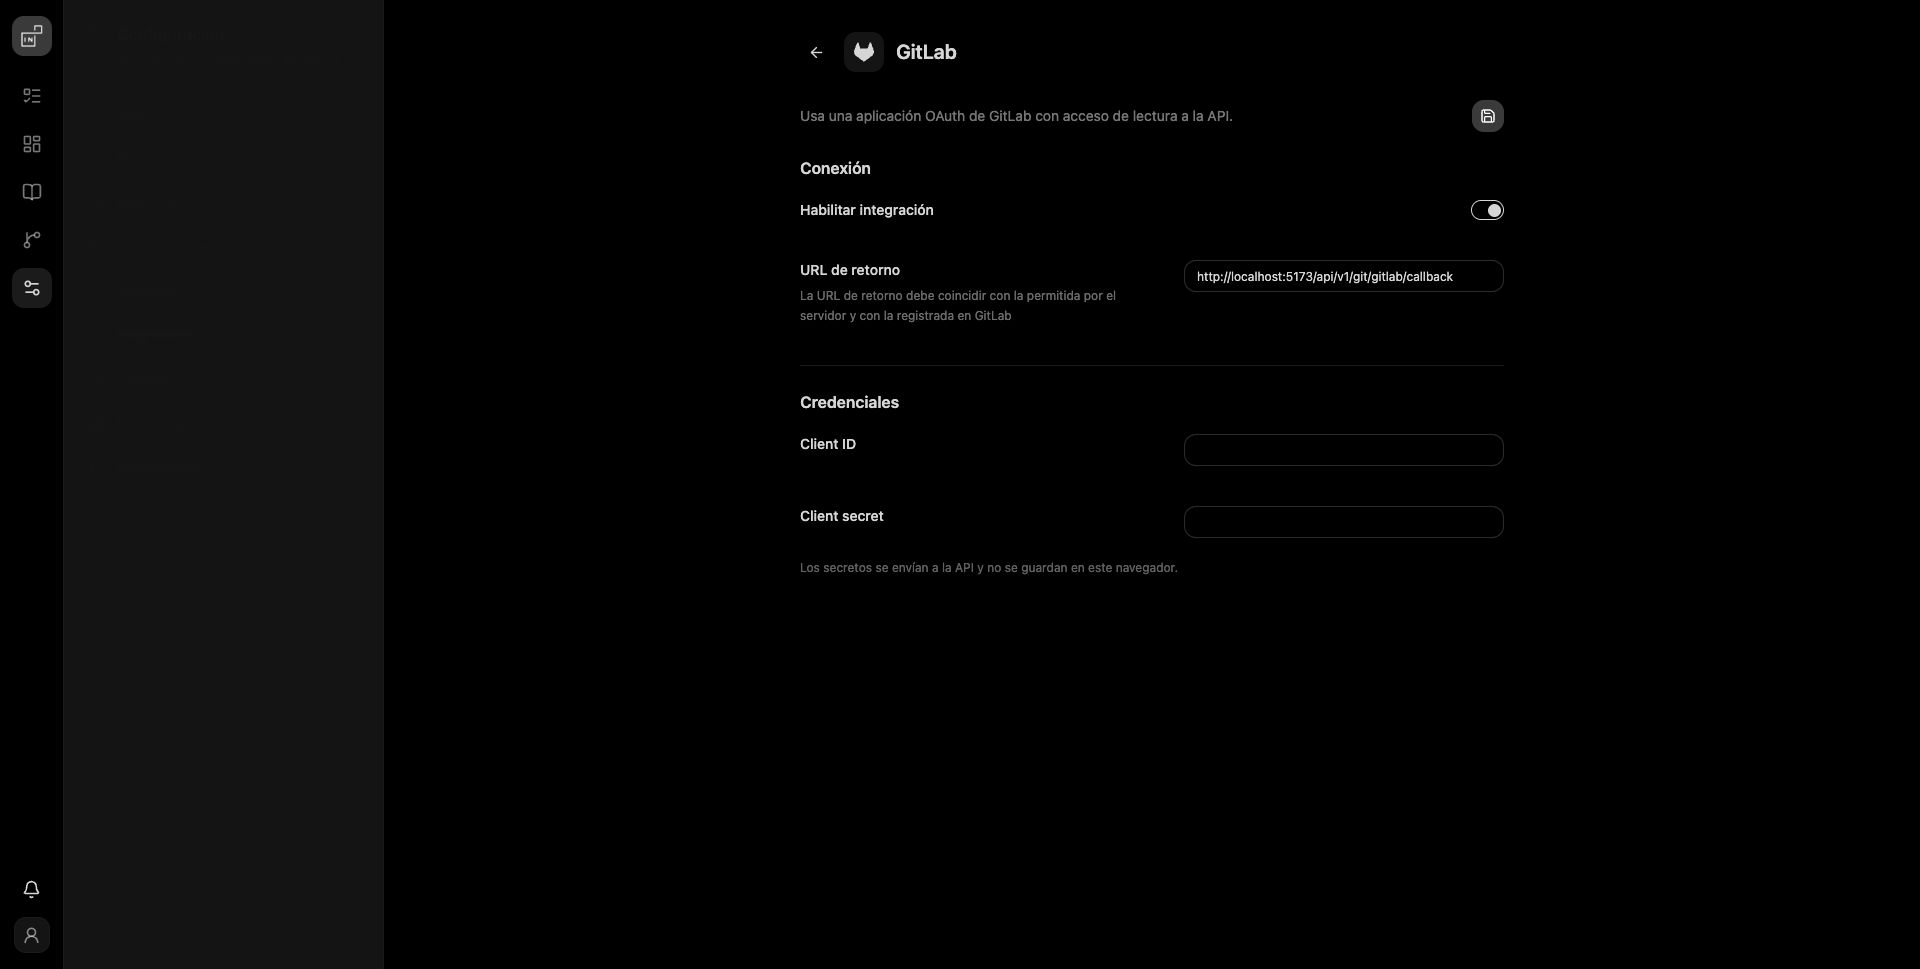 GitLab
Usa una aplicación OAuth de GitLab con acceso de lectura a la API.
Conexión
Habilitar integración
URL de retorno
http://localhost:5173/api/v1/git/gitlab/callback
La URL de retorno debe coincidir con la permitida por el
servidor y con la registrada en GitLab
Credenciales
Client ID
Client secret
Los secretos se envían a la API y no se guardan en este navegador.